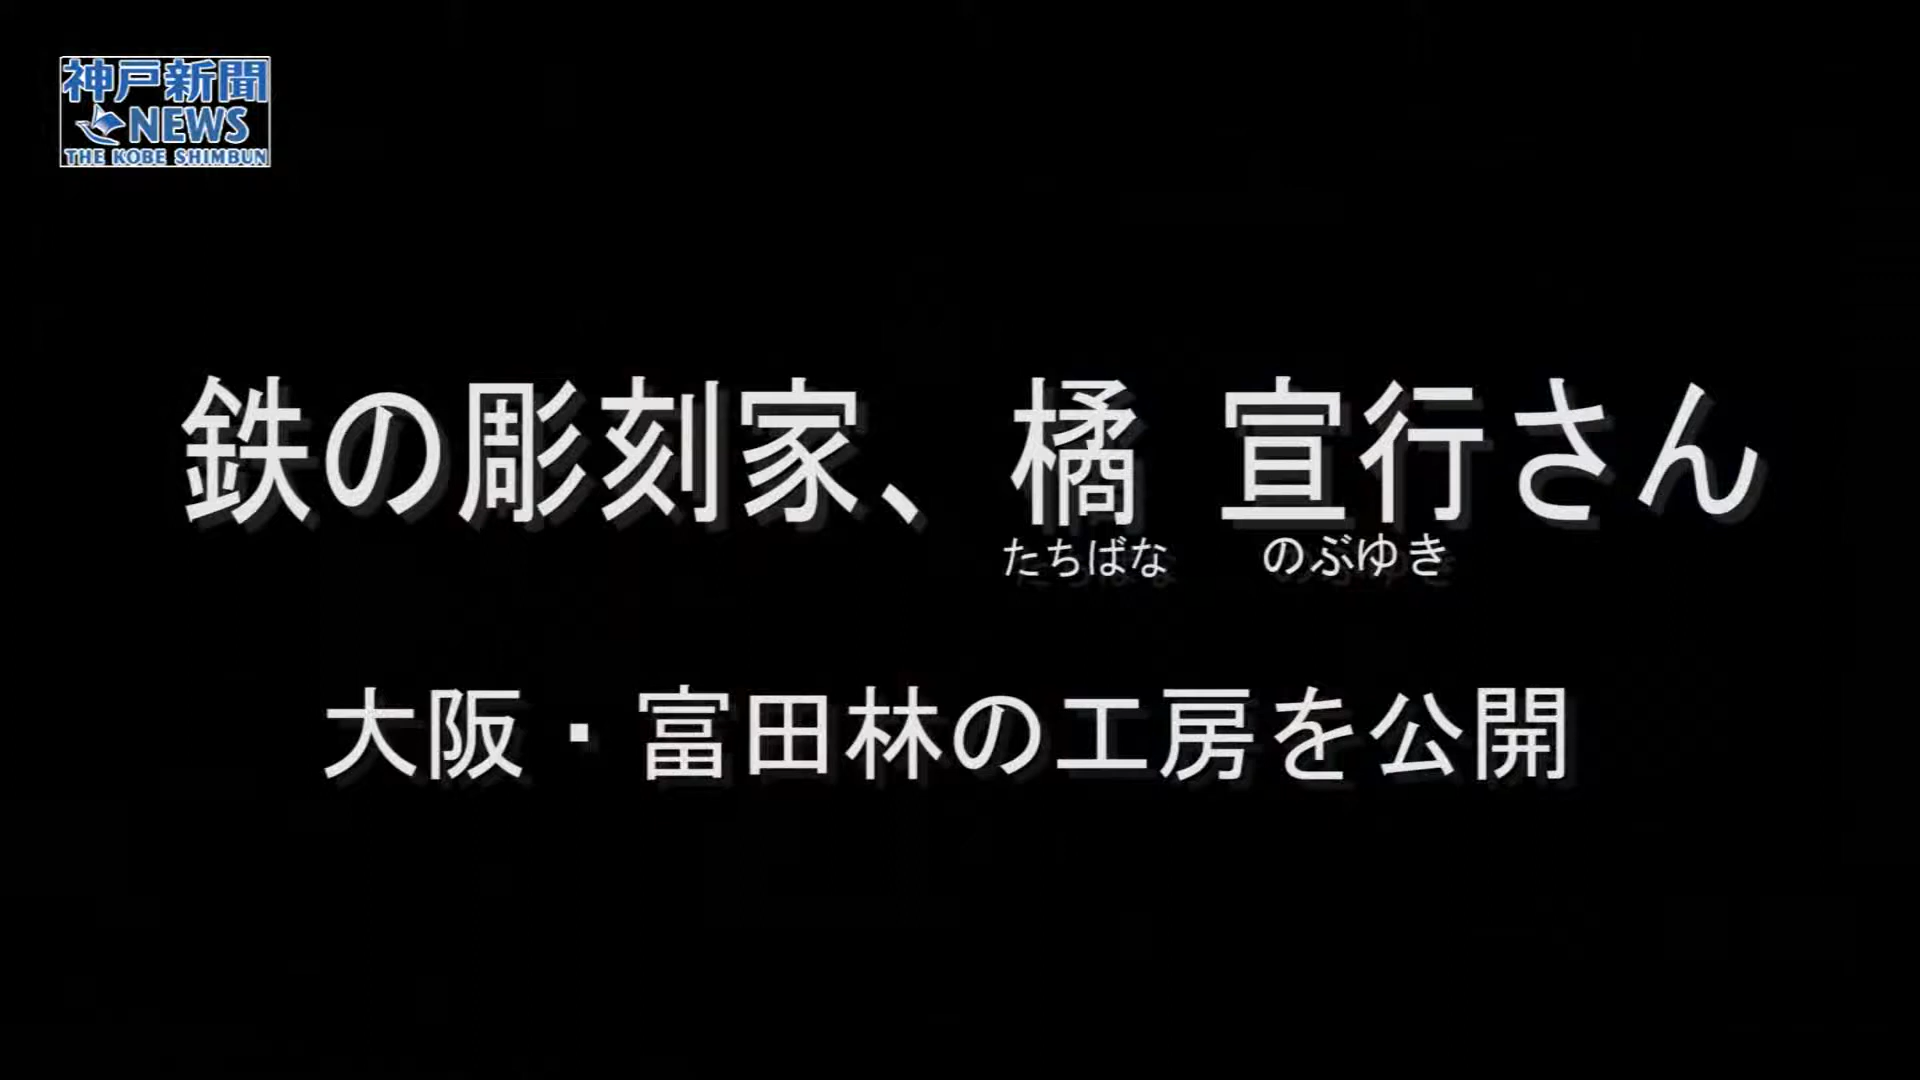 神戸新聞
NEWS
THE KOBE SHIMBUN
鉄の彫刻家、橘 宣行さん
たちばな のぶゆき
大阪・富田林の工房を公開